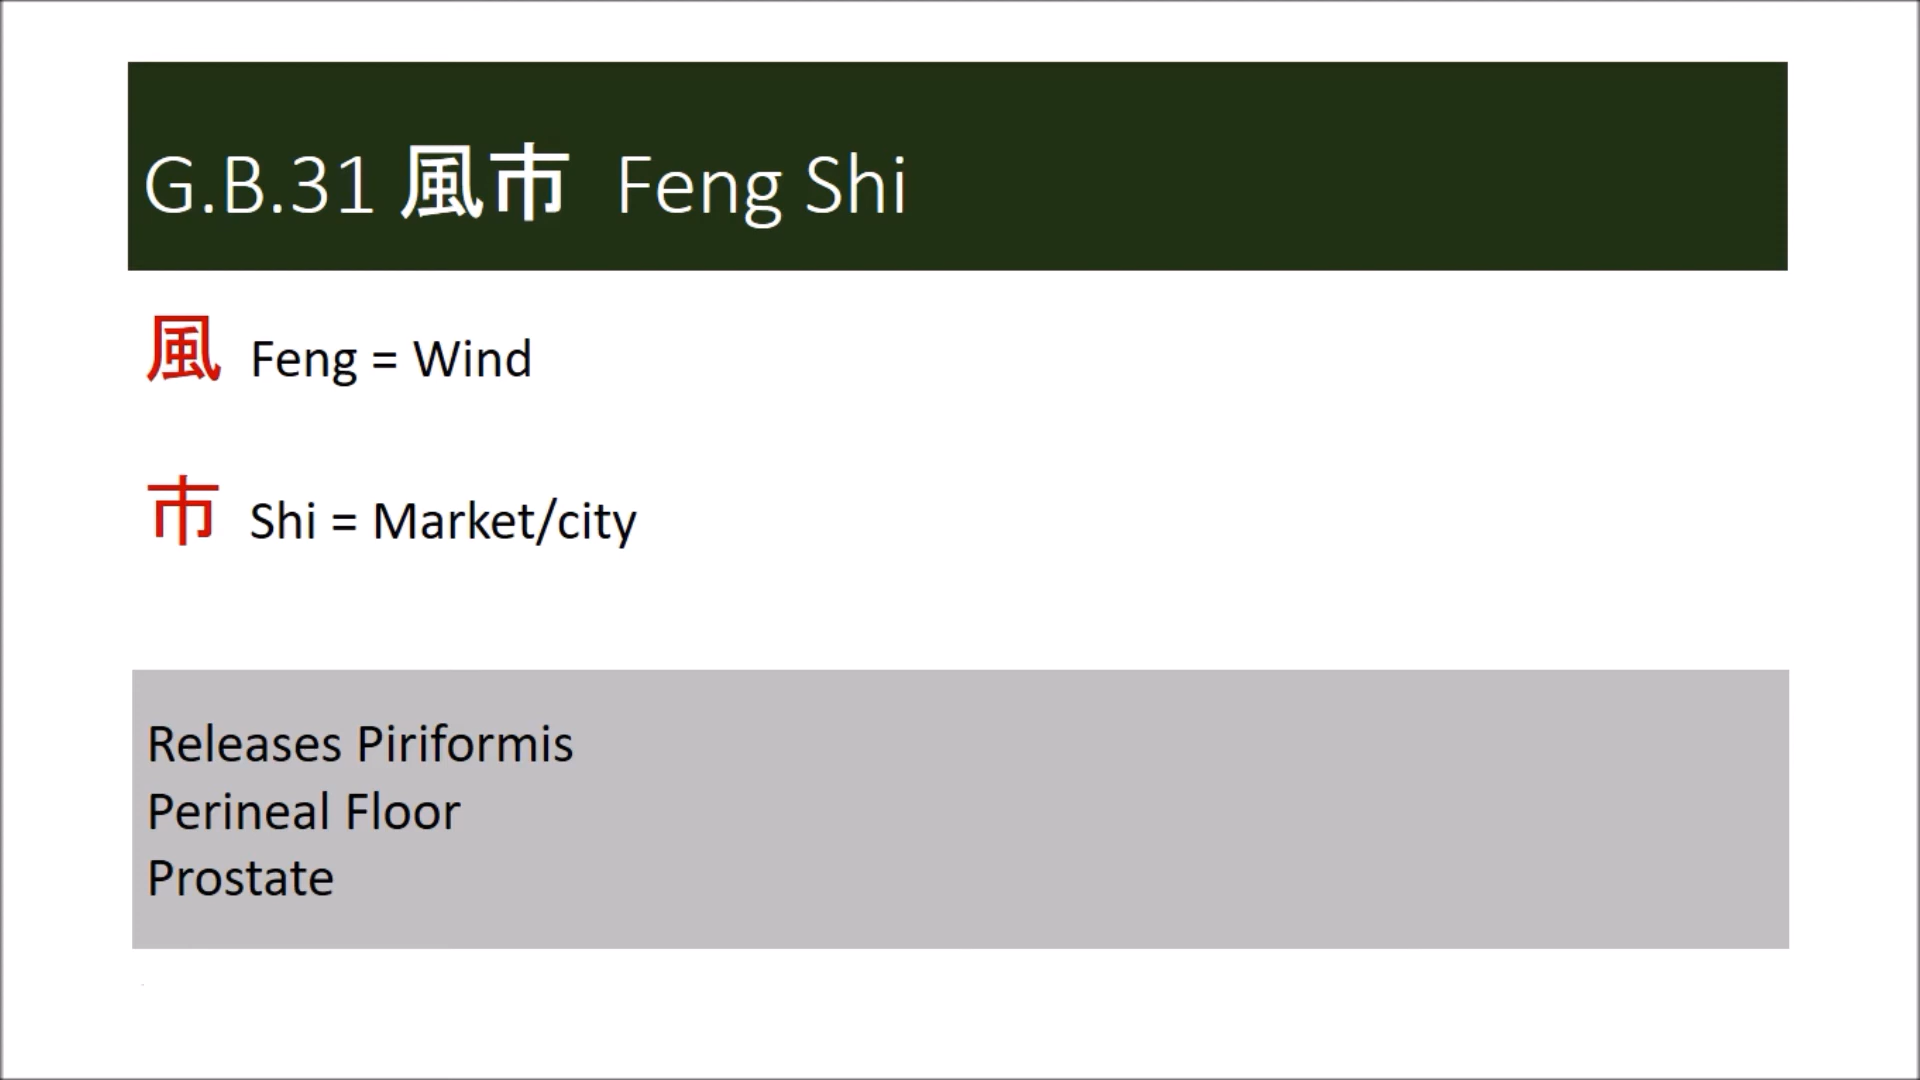 G.B.31 風市 Feng Shi
風 Feng = Wind
市 Shi = Market/city
Releases Piriformis
Perineal Floor
Prostate